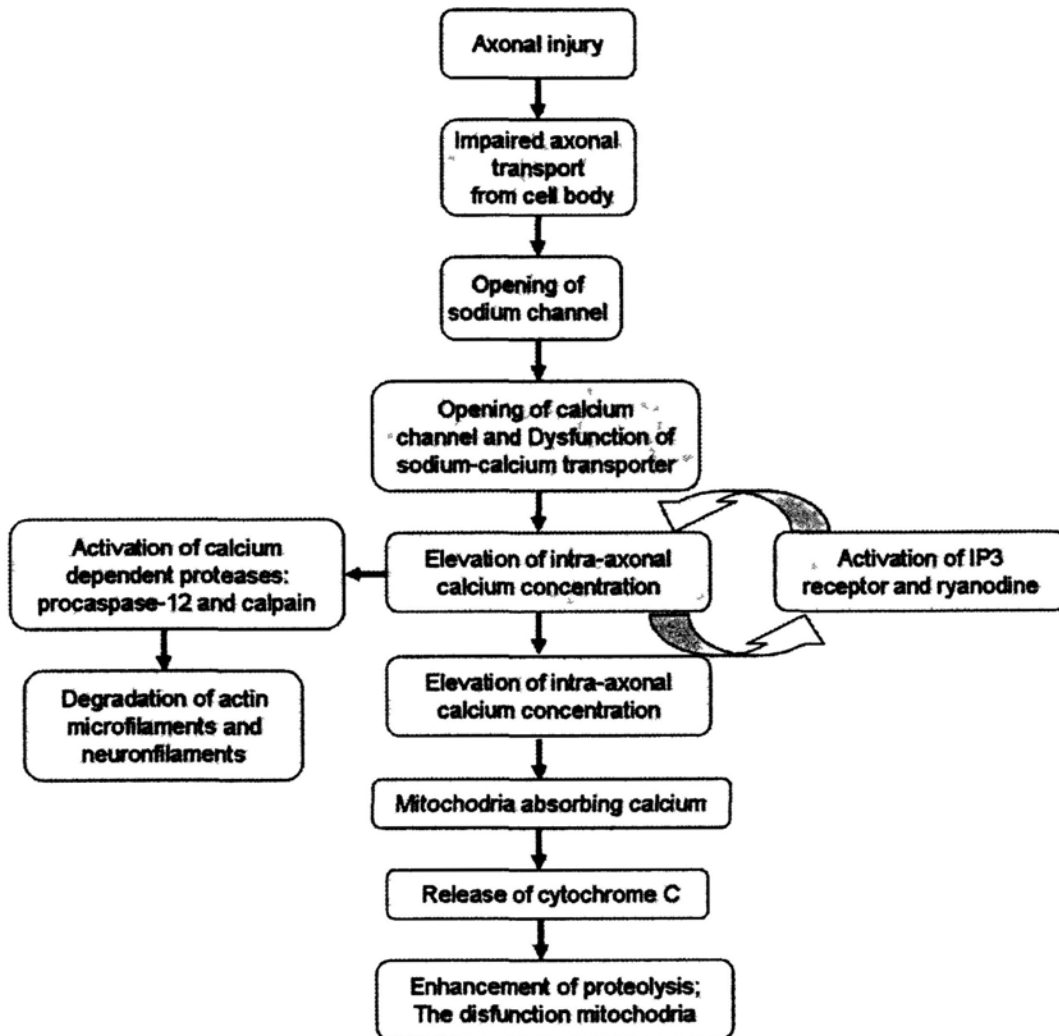 Axonal injury
Impaired axonal
transport
from cell body
Opening of
sodium channel
Opening of calcium
channel and Dysfunction of
sodium-calcium transporter
Activation of calcium
dependent proteases:
procaspase-12 and calpain
Elevation of intra-axonal
calcium concentration
Activation of IP3
receptor and ryanodine
Degradation of actin
microfilaments and
neuronfilaments
Elevation of intra-axonal
calcium concentration
Mitochodria absorbing calcium
Release of cytochrome C
Enhancement of proteolysis;
The disfunction mitochodria